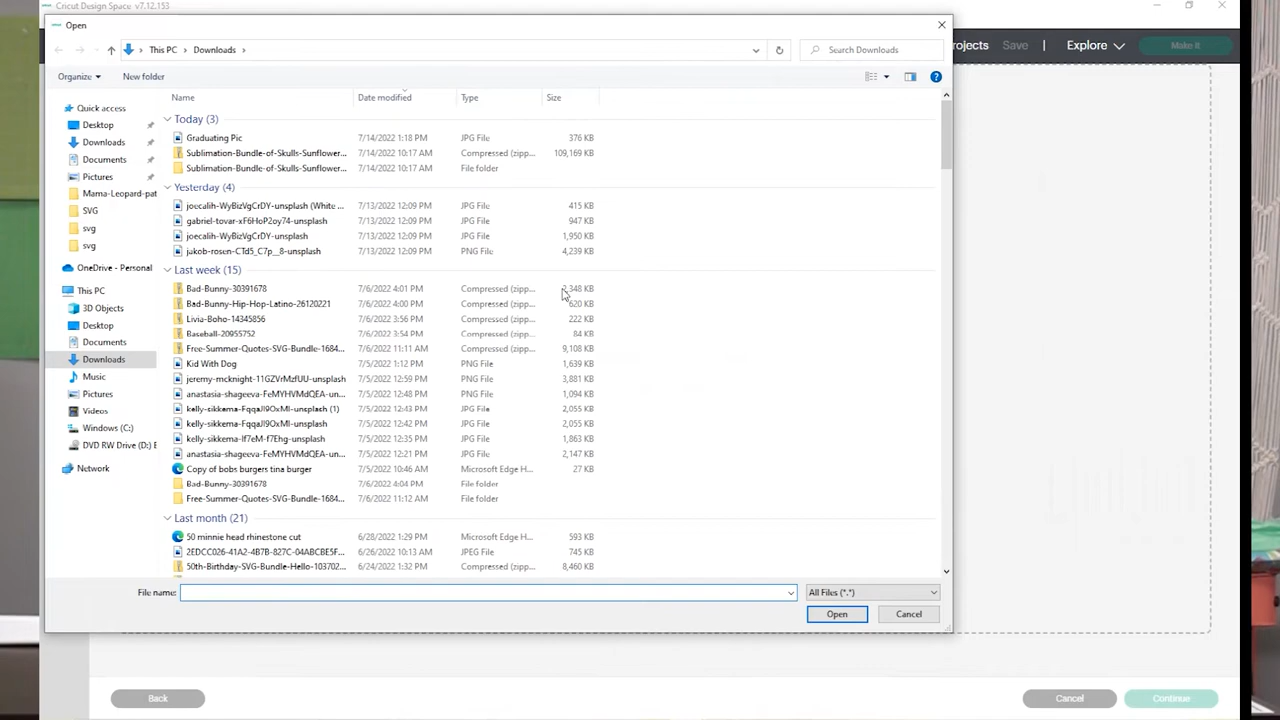 Cricut Design Space v7.12.153
Open
This PC > Downloads >
Search Downloads
rojects Save | Explore Make It
Organize New folder
Name Date modified Type Size
Quick access
Desktop
Downloads
Documents
Pictures
Mama-Leopard-pat
SVG
svg
svg
OneDrive - Personal
This PC
3D Objects
Desktop
Documents
Downloads
Music
Pictures
Videos
Windows (C:)
DVD RW Drive (D:) E
Network
Today (3)
Graduating Pic 7/14/2022 1:18 PM JPG File 376 KB
Sublimation-Bundle-of-Skulls-Sunflower... 7/14/2022 10:17 AM Compressed (zipp... 109,169 KB
Sublimation-Bundle-of-Skulls-Sunflower... 7/14/2022 10:17 AM File folder
Yesterday (4)
joecalih-WyBizVgCrDY-unsplash (White ... 7/13/2022 12:09 PM JPG File 415 KB
gabriel-tovar-xF6HoP2oy74-unsplash 7/13/2022 12:09 PM JPG File 947 KB
joecalih-WyBizVgCrDY-unsplash 7/13/2022 12:09 PM JPG File 1,950 KB
jakob-rosen-CTd5_C7p__8-unsplash 7/13/2022 12:09 PM PNG File 4,239 KB
Last week (15)
Bad-Bunny-30391678 7/6/2022 4:01 PM Compressed (zipp... KB
Bad-Bunny-Hip-Hop-Latino-26120221 7/6/2022 4:00 PM Compressed (zipp... 620 KB
Livia-Boho-14345856 7/6/2022 3:56 PM Compressed (zipp... 222 KB
Baseball-20955752 7/6/2022 3:54 PM Compressed (zipp... 84 KB
Free-Summer-Quotes-SVG-Bundle-1684... 7/6/2022 11:11 AM Compressed (zipp... 9,108 KB
Kid With Dog 7/5/2022 1:12 PM PNG File 1,639 KB
jeremy-mcknight-11GZVrMzfUU-unsplash 7/5/2022 12:59 PM PNG File 3,881 KB
anastasia-shageeva-FeMYHVMdQEA-un... 7/5/2022 12:48 PM PNG File 1,094 KB
kelly-sikkema-FqqaJI9OxMI-unsplash (1) 7/5/2022 12:43 PM JPG File 2,055 KB
kelly-sikkema-FqqaJI9OxMI-unsplash 7/5/2022 12:42 PM JPG File 2,055 KB
kelly-sikkema-If7eM-f7Ehg-unsplash 7/5/2022 12:35 PM JPG File 1,863 KB
anastasia-shageeva-FeMYHVMdQEA-un... 7/5/2022 12:21 PM JPG File 2,147 KB
Copy of bobs burgers tina burger 7/5/2022 10:46 AM Microsoft Edge H... 27 KB
Bad-Bunny-30391678 7/6/2022 4:04 PM File folder
Free-Summer-Quotes-SVG-Bundle-1684... 7/6/2022 11:12 AM File folder
Last month (21)
50 minnie head rhinestone cut 6/28/2022 1:29 PM Microsoft Edge H... 593 KB
2EDCC026-41A2-4B7B-827C-04ABCBE5F... 6/26/2022 10:13 AM JPEG File 745 KB
50th-Birthday-SVG-Bundle-Hello-103702... 6/24/2022 1:32 PM Compressed (zipp... 8,460 KB
File name: All Files (*.*)
Open Cancel
Back Cancel Continue